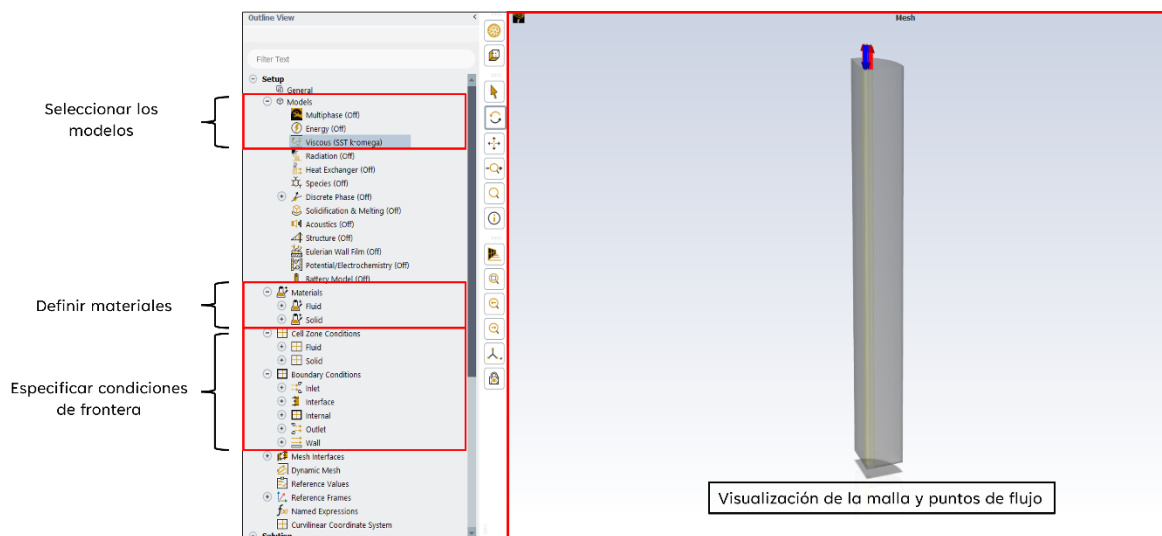 Outline View
<
Mesh
Filter Text
Setup
General
Models
Multiphase (Off)
Energy (Off)
Viscous (SST k-omega)
Radiation (Off)
Heat Exchanger (Off)
Species (Off)
Discrete Phase (Off)
Solidification & Melting (Off)
Acoustics (Off)
Structure (Off)
Eulerian Wall Film (Off)
Potential/Electrochemistry (Off)
Battery Model (Off)
Materials
Fluid
Solid
Cell Zone Conditions
Fluid
Solid
Boundary Conditions
Inlet
Interface
Internal
Outlet
Wall
Mesh Interfaces
Dynamic Mesh
Reference Values
Reference Frames
Named Expressions
Curvilinear Coordinate System
Solution
Seleccionar los
modelos
Definir materiales
Especificar condiciones
de frontera
Visualización de la malla y puntos de flujo